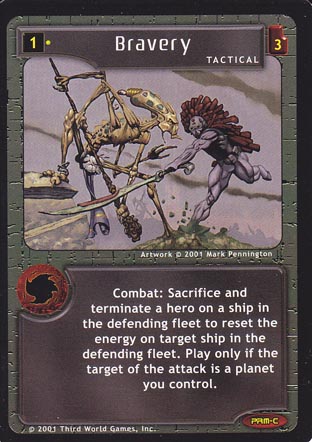 1
Bravery
3
TACTICAL
Artwork © 2001 Mark Pennington
Combat: Sacrifice and
terminate a hero on a ship in
the defending fleet to reset the
energy on target ship in the
defending fleet. Play only if the
target of the attack is a planet
you control.
© 2001 Third World Games, Inc.
PRM-C